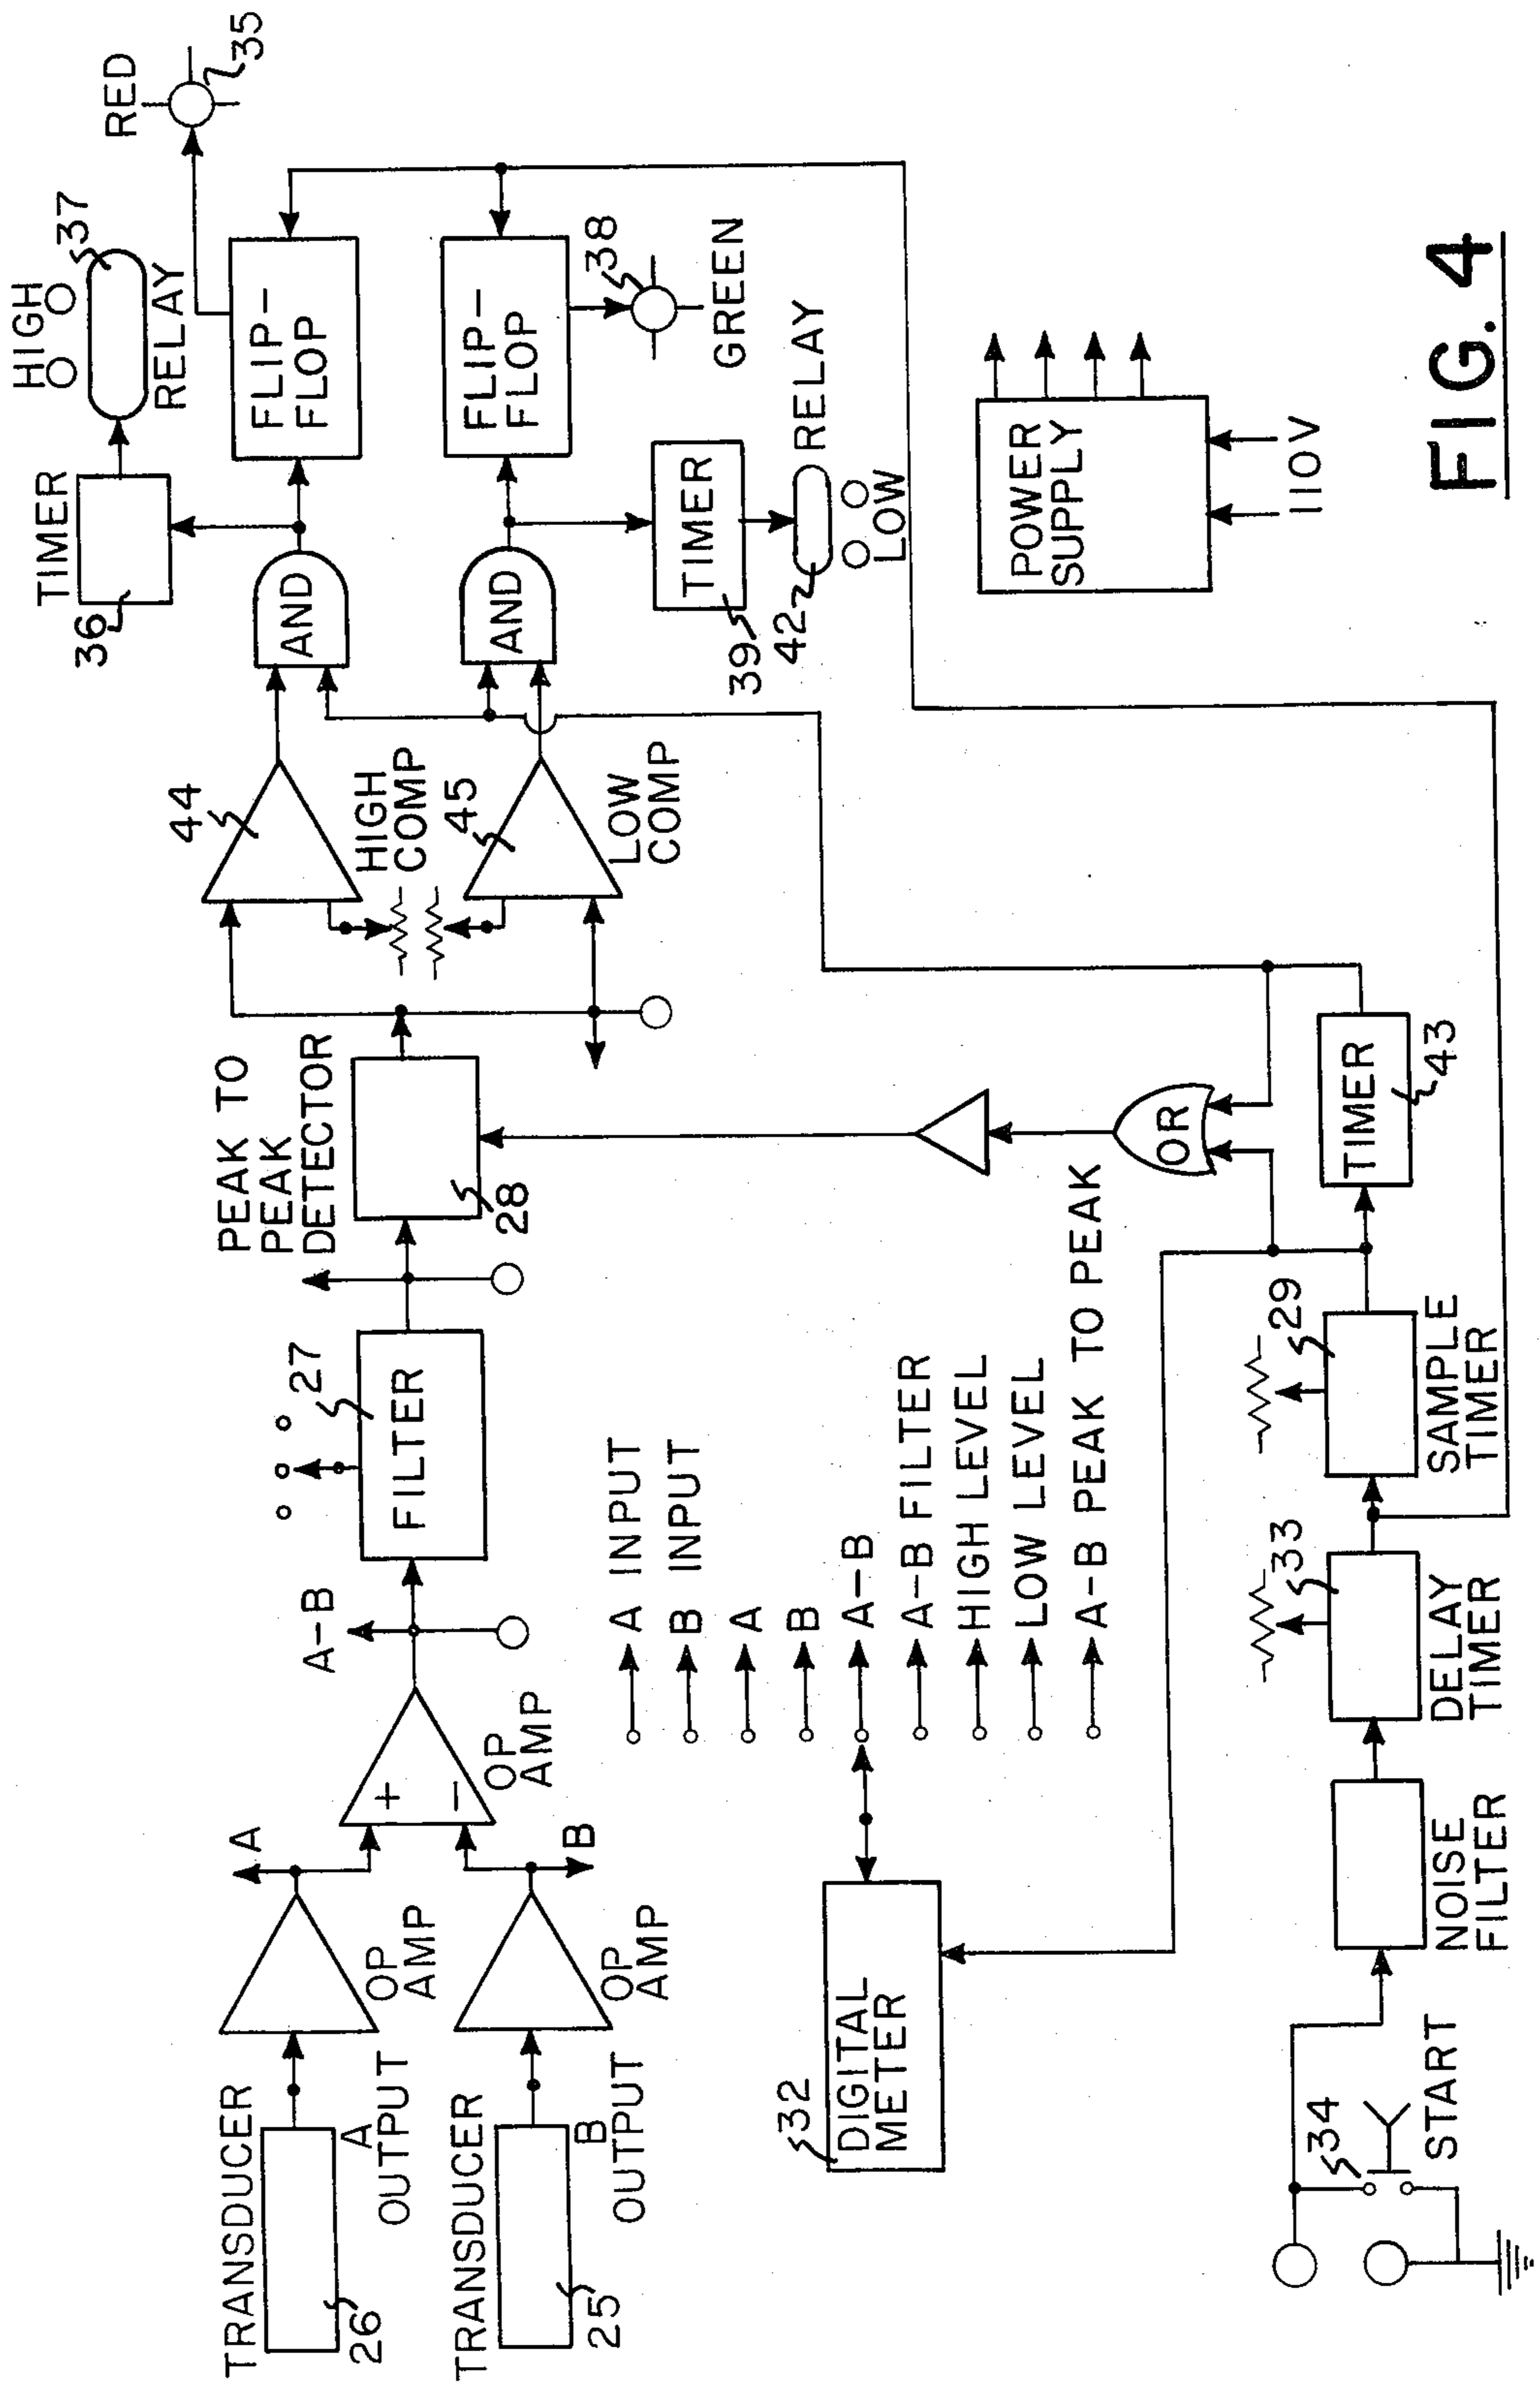 TRANSDUCER
26
A
OUTPUT
OP
AMP
A
TRANSDUCER
25
B
OUTPUT
OP
AMP
B
+
−
OP
AMP
A-B
27
FILTER
PEAK TO
PEAK
DETECTOR
28
44
HIGH
COMP
45
LOW
COMP
TIMER
36
AND
AND
HIGH
37
RELAY
RED
35
FLIP-
FLOP
FLIP-
FLOP
38
GREEN
TIMER
39
42
RELAY
LOW
32
DIGITAL
METER
A INPUT
B INPUT
A
B
A-B
A-B FILTER
HIGH LEVEL
LOW LEVEL
A-B PEAK TO PEAK
OR
POWER
SUPPLY
110V
34
START
NOISE
FILTER
33
DELAY
TIMER
29
SAMPLE
TIMER
TIMER
43
FIG. 4